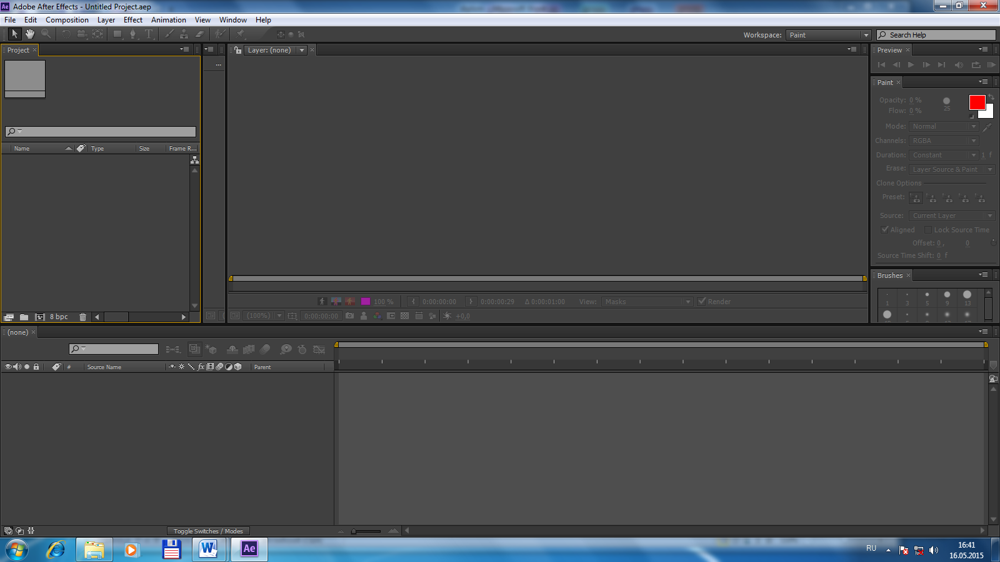 Ae Adobe After Effects - Untitled Project.aep
File Edit Composition Layer Effect Animation View Window Help
T Workspace: Paint Search Help
Project Layer: (none) Preview
Paint
Opacity: 0 %
Flow: 0 % 25
Mode: Normal
Channels: RGBA
Duration: Constant 1 f
Erase: Layer Source & Paint
Clone Options
Preset:
Source: Current Layer
Aligned Lock Source Time
Offset: 0 , 0
Source Time Shift: 0 f
Name Type Size Frame R...
Brushes
1 3 5 9 13
100 % 0:00:00:00 0:00:00:29 Δ 0:00:01:00 View: Masks Render
8 bpc (100%) 0:00:00:00 +0,0
(none)
# Source Name fx Parent
Toggle Switches / Modes
W Ae RU 16:41
16.05.2015